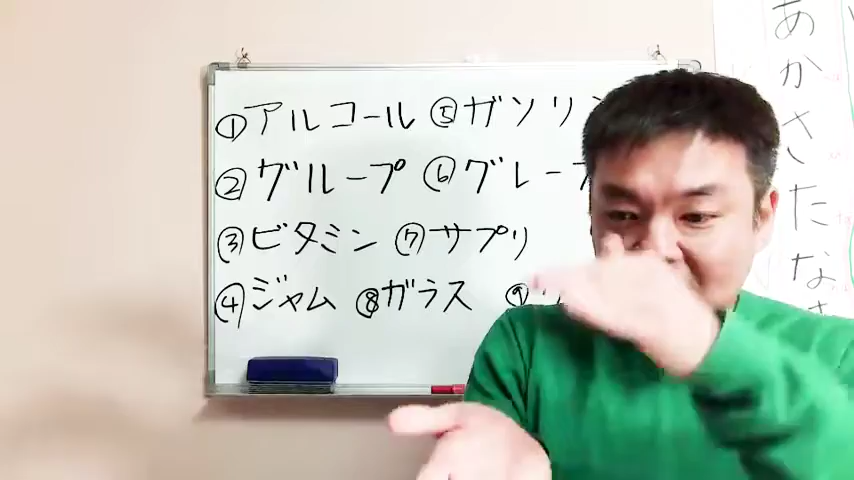 ①アルコール ⑤ガソリン
②グループ ⑥グレー
③ビタミン ⑦サプリ
④ジャム ⑧ガラス ⑨
あ
か
さ
た
な